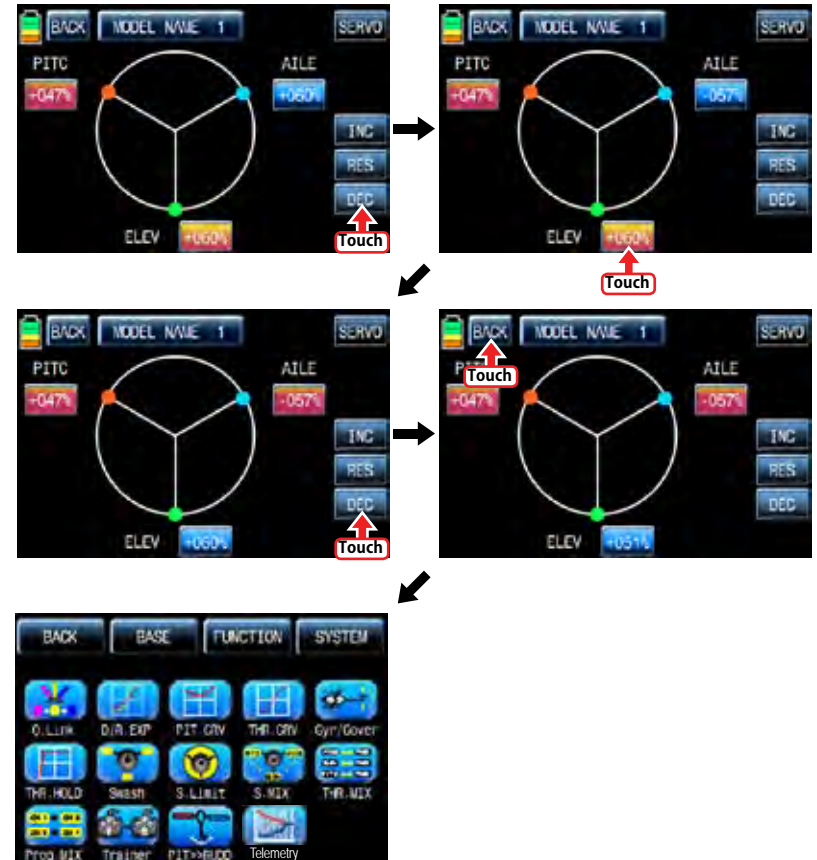 BACK MODEL NAME 1 SERVO
PITC AILE
+047% +060%
INC
RES
DEC
ELEV +060%
Touch
BACK MODEL NAME 1 SERVO
PITC AILE
+047% -057%
INC
RES
DEC
ELEV +060%
Touch
BACK MODEL NAME 1 SERVO
PITC AILE
+047% -057%
INC
RES
DEC
ELEV +060%
Touch
BACK MODEL NAME 1 SERVO
Touch
AILE
+047% -057%
INC
RES
DEC
ELEV +051%
BACK BASE FUNCTION SYSTEM
O.Link D/R.EXP PIT.CRV THR.CRV Gyr/Gover
THR.HOLD Swash S.Limit S.MIX THR.MIX
Prog.MIX Trainer PIT>>RUDD Telemetry